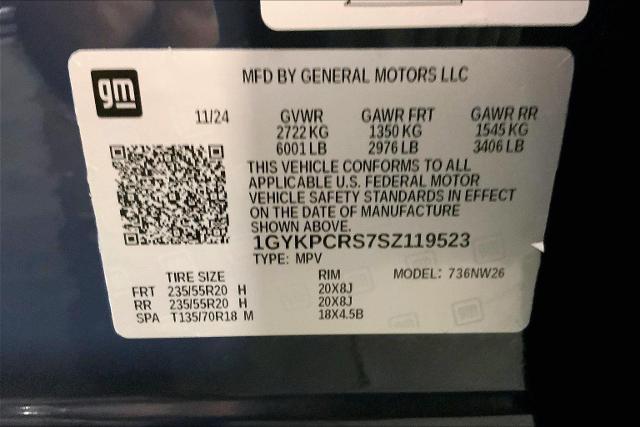 gm
MFD BY GENERAL MOTORS LLC
11/24 GVWR GAWR FRT GAWR RR
2722 KG 1350 KG 1545 KG
6001 LB 2976 LB 3406 LB
THIS VEHICLE CONFORMS TO ALL
APPLICABLE U.S. FEDERAL MOTOR
VEHICLE SAFETY STANDARDS IN EFFECT
ON THE DATE OF MANUFACTURE
SHOWN ABOVE.
1GYKPCRS7SZ119523
TYPE: MPV
TIRE SIZE RIM MODEL: 736NW26
FRT 235/55R20 H 20X8J
RR 235/55R20 H 20X8J
SPA T135/70R18 M 18X4.5B